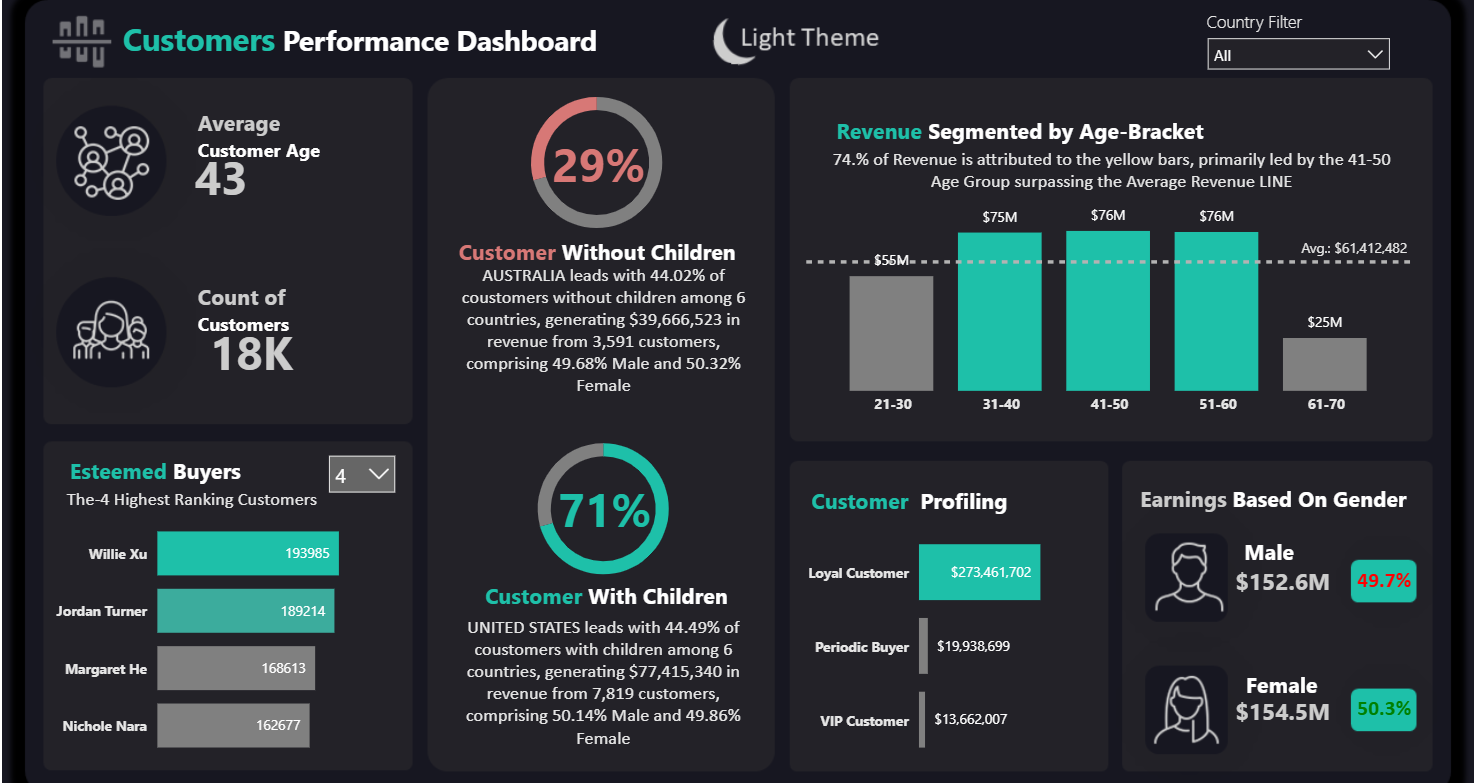 Customers Performance Dashboard
Light Theme
Country Filter
All
Average
Customer Age
43
Count of
Customers
18K
Esteemed Buyers
4
The-4 Highest Ranking Customers
Willie Xu 193985
Jordan Turner 189214
Margaret He 168613
Nichole Nara 162677
29%
Customer Without Children
AUSTRALIA leads with 44.02% of
coustomers without children among 6
countries, generating $39,666,523 in
revenue from 3,591 customers,
comprising 49.68% Male and 50.32%
Female
71%
Customer With Children
UNITED STATES leads with 44.49% of
coustomers with children among 6
countries, generating $77,415,340 in
revenue from 7,819 customers,
comprising 50.14% Male and 49.86%
Female
Revenue Segmented by Age-Bracket
74.% of Revenue is attributed to the yellow bars, primarily led by the 41-50
Age Group surpassing the Average Revenue LINE
$75M $76M $76M
Avg.: $61,412,482
$55M
$25M
21-30 31-40 41-50 51-60 61-70
Customer Profiling
Loyal Customer $273,461,702
Periodic Buyer $19,938,699
VIP Customer $13,662,007
Earnings Based On Gender
Male
$152.6M 49.7%
Female
$154.5M 50.3%